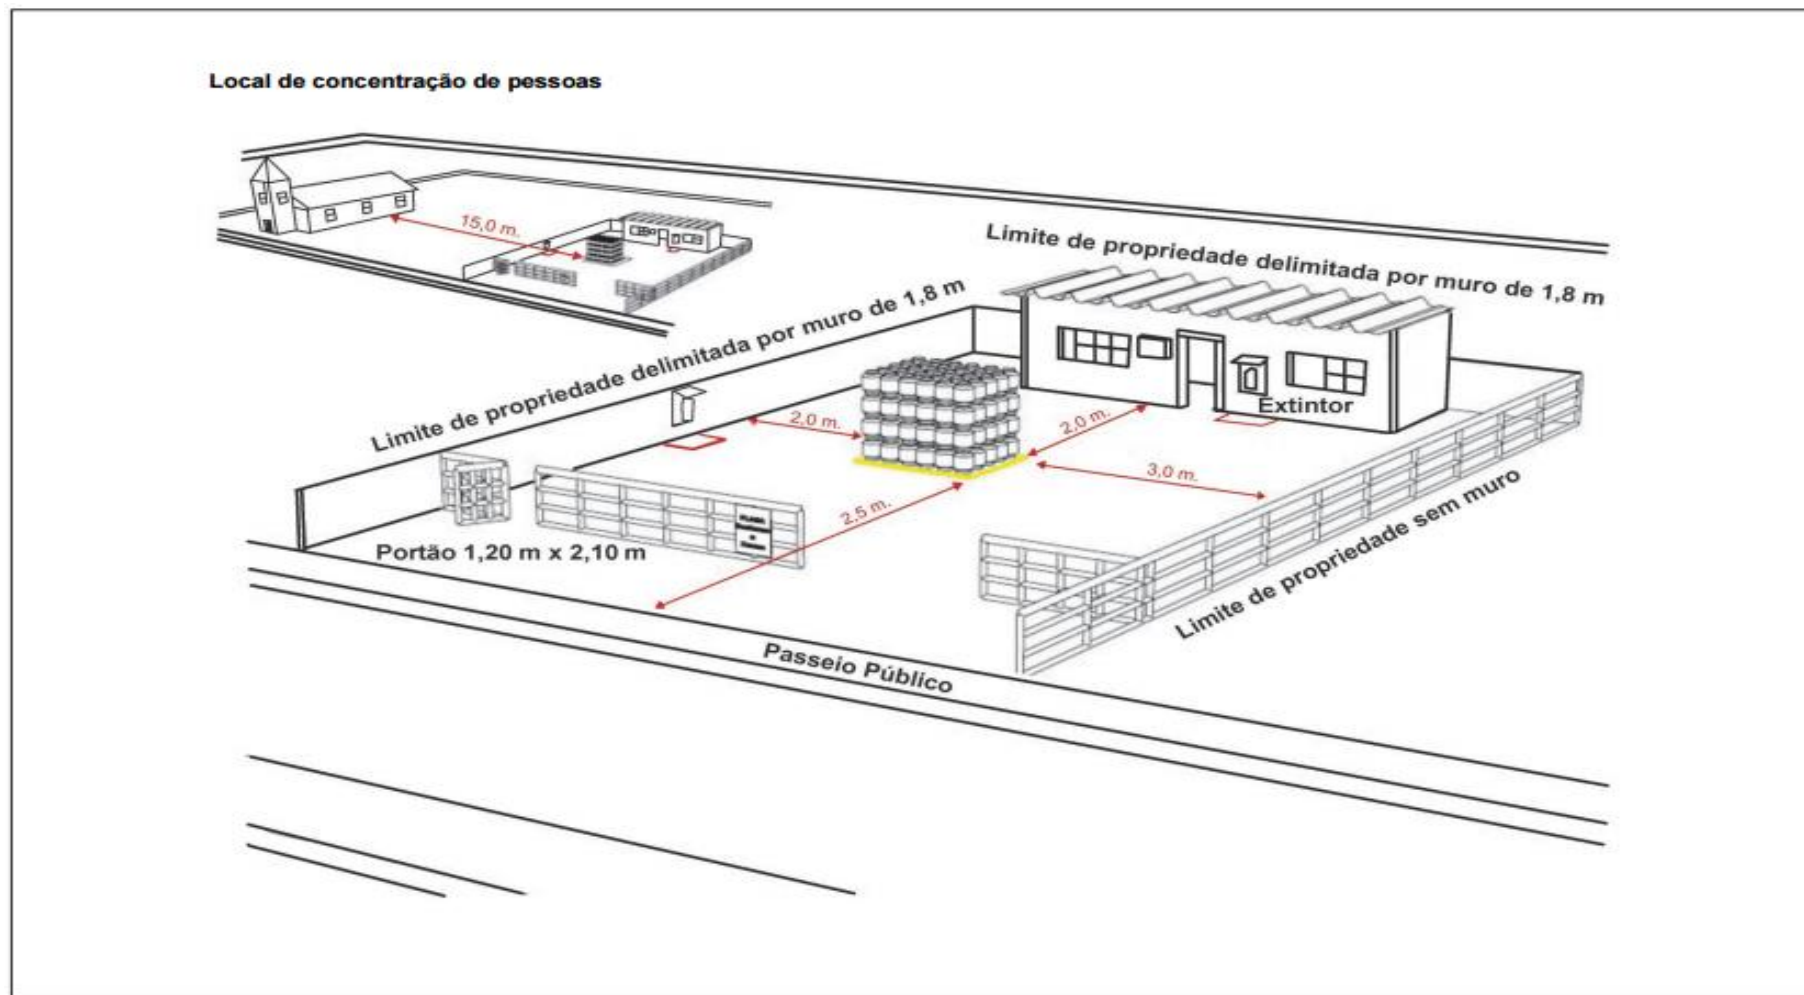 Local de concentração de pessoas
15,0 m.
Limite de propriedade delimitada por muro de 1,8 m
Limite de propriedade delimitada por muro de 1,8 m
Extintor
2,0 m.
2,0 m.
3,0 m.
2,5 m.
Portão 1,20 m x 2,10 m
Limite de propriedade sem muro
Passeio Público